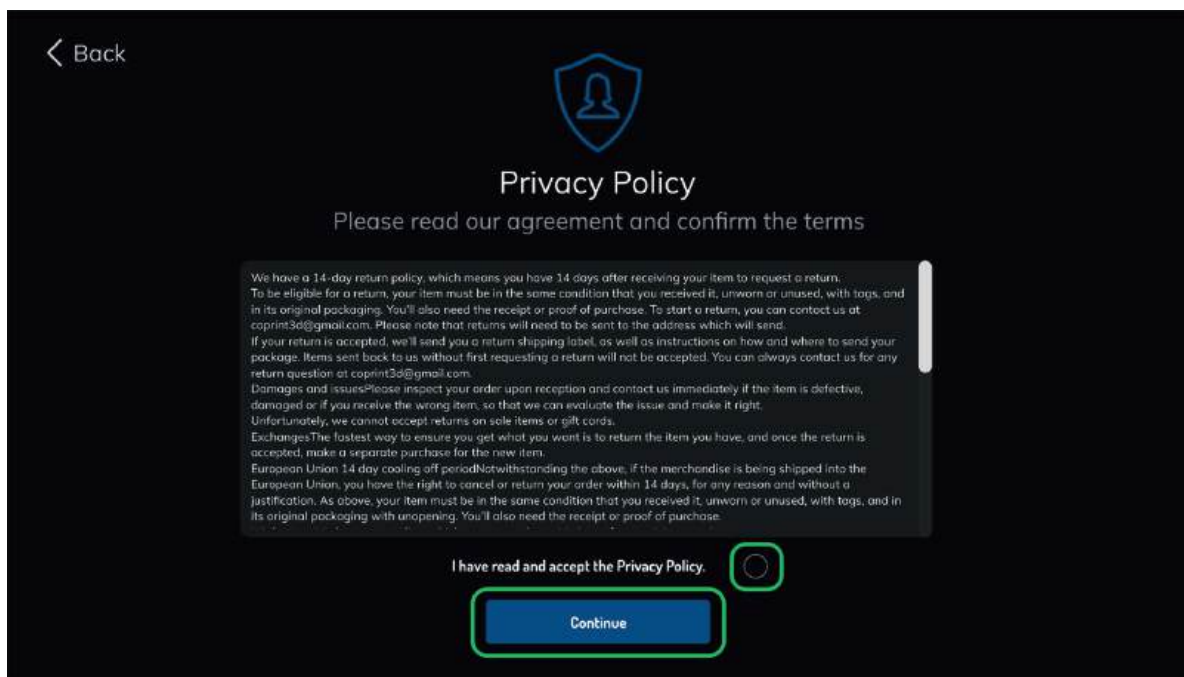 Back
Privacy Policy
Please read our agreement and confirm the terms
We have a 14-day return policy, which means you have 14 days after receiving your item to request a return.
To be eligible for a return, your item must be in the same condition that you received it, unworn or unused, with tags, and
in its original packaging. You'll also need the receipt or proof of purchase. To start a return, you can contact us at
coprint3d@gmail.com. Please note that returns will need to be sent to the address which will send.
If your return is accepted, we'll send you a return shipping label, as well as instructions on how and where to send your
package. Items sent back to us without first requesting a return will not be accepted. You can always contact us for any
return question at coprint3d@gmail.com.
Damages and issuesPlease inspect your order upon reception and contact us immediately if the item is defective,
damaged or if you receive the wrong item, so that we can evaluate the issue and make it right.
Unfortunately, we cannot accept returns on sale items or gift cards.
ExchangesThe fastest way to ensure you get what you want is to return the item you have, and once the return is
accepted, make a separate purchase for the new item.
European Union 14 day cooling off periodNotwithstanding the above, if the merchandise is being shipped into the
European Union, you have the right to cancel or return your order within 14 days, for any reason and without a
justification. As above, your item must be in the same condition that you received it, unworn or unused, with tags, and in
its original packaging with unopening. You'll also need the receipt or proof of purchase.
I have read and accept the Privacy Policy.
Continue